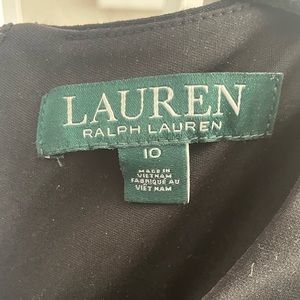 LAUREN
RALPH LAUREN
10
MADE IN
VIETNAM
FABRIQUÉ AU
VIET NAM